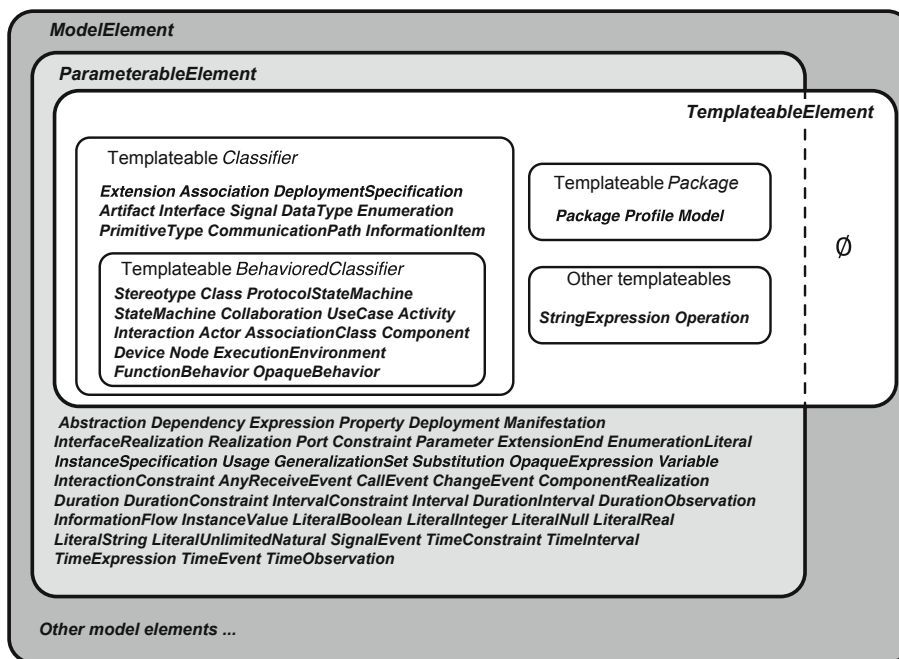 ModelElement
ParameterableElement
TemplateableElement
Templateable Classifier
Extension Association DeploymentSpecification
Artifact Interface Signal DataType Enumeration
PrimitiveType CommunicationPath InformationItem
Templateable BehavioredClassifier
Stereotype Class ProtocolStateMachine
StateMachine Collaboration UseCase Activity
Interaction Actor AssociationClass Component
Device Node ExecutionEnvironment
FunctionBehavior OpaqueBehavior
Templateable Package
Package Profile Model
Other templateables
StringExpression Operation
∅
Abstraction Dependency Expression Property Deployment Manifestation
InterfaceRealization Realization Port Constraint Parameter ExtensionEnd EnumerationLiteral
InstanceSpecification Usage GeneralizationSet Substitution OpaqueExpression Variable
InteractionConstraint AnyReceiveEvent CallEvent ChangeEvent ComponentRealization
Duration DurationConstraint IntervalConstraint Interval DurationInterval DurationObservation
InformationFlow InstanceValue LiteralBoolean LiteralInteger LiteralNull LiteralReal
LiteralString LiteralUnlimitedNatural SignalEvent TimeConstraint TimeInterval
TimeExpression TimeEvent TimeObservation
Other model elements ...